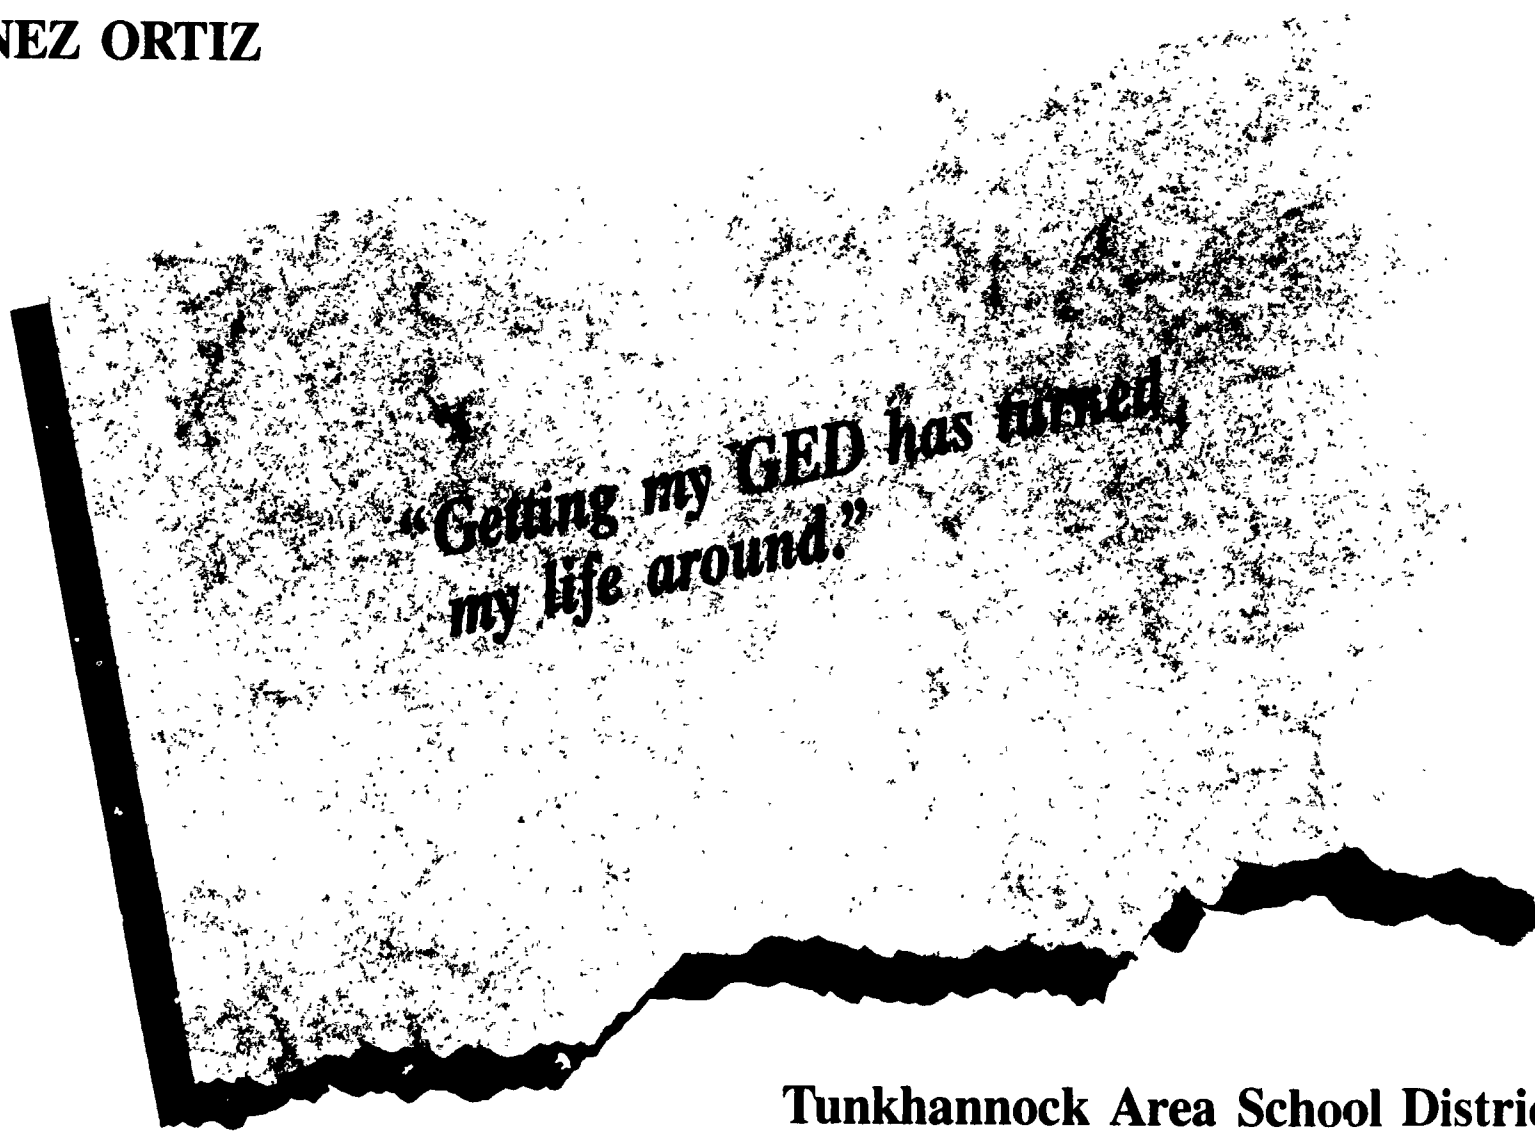 NEZ ORTIZ
“Getting my GED has turned
my life around.”
Tunkhannock Area School Distric